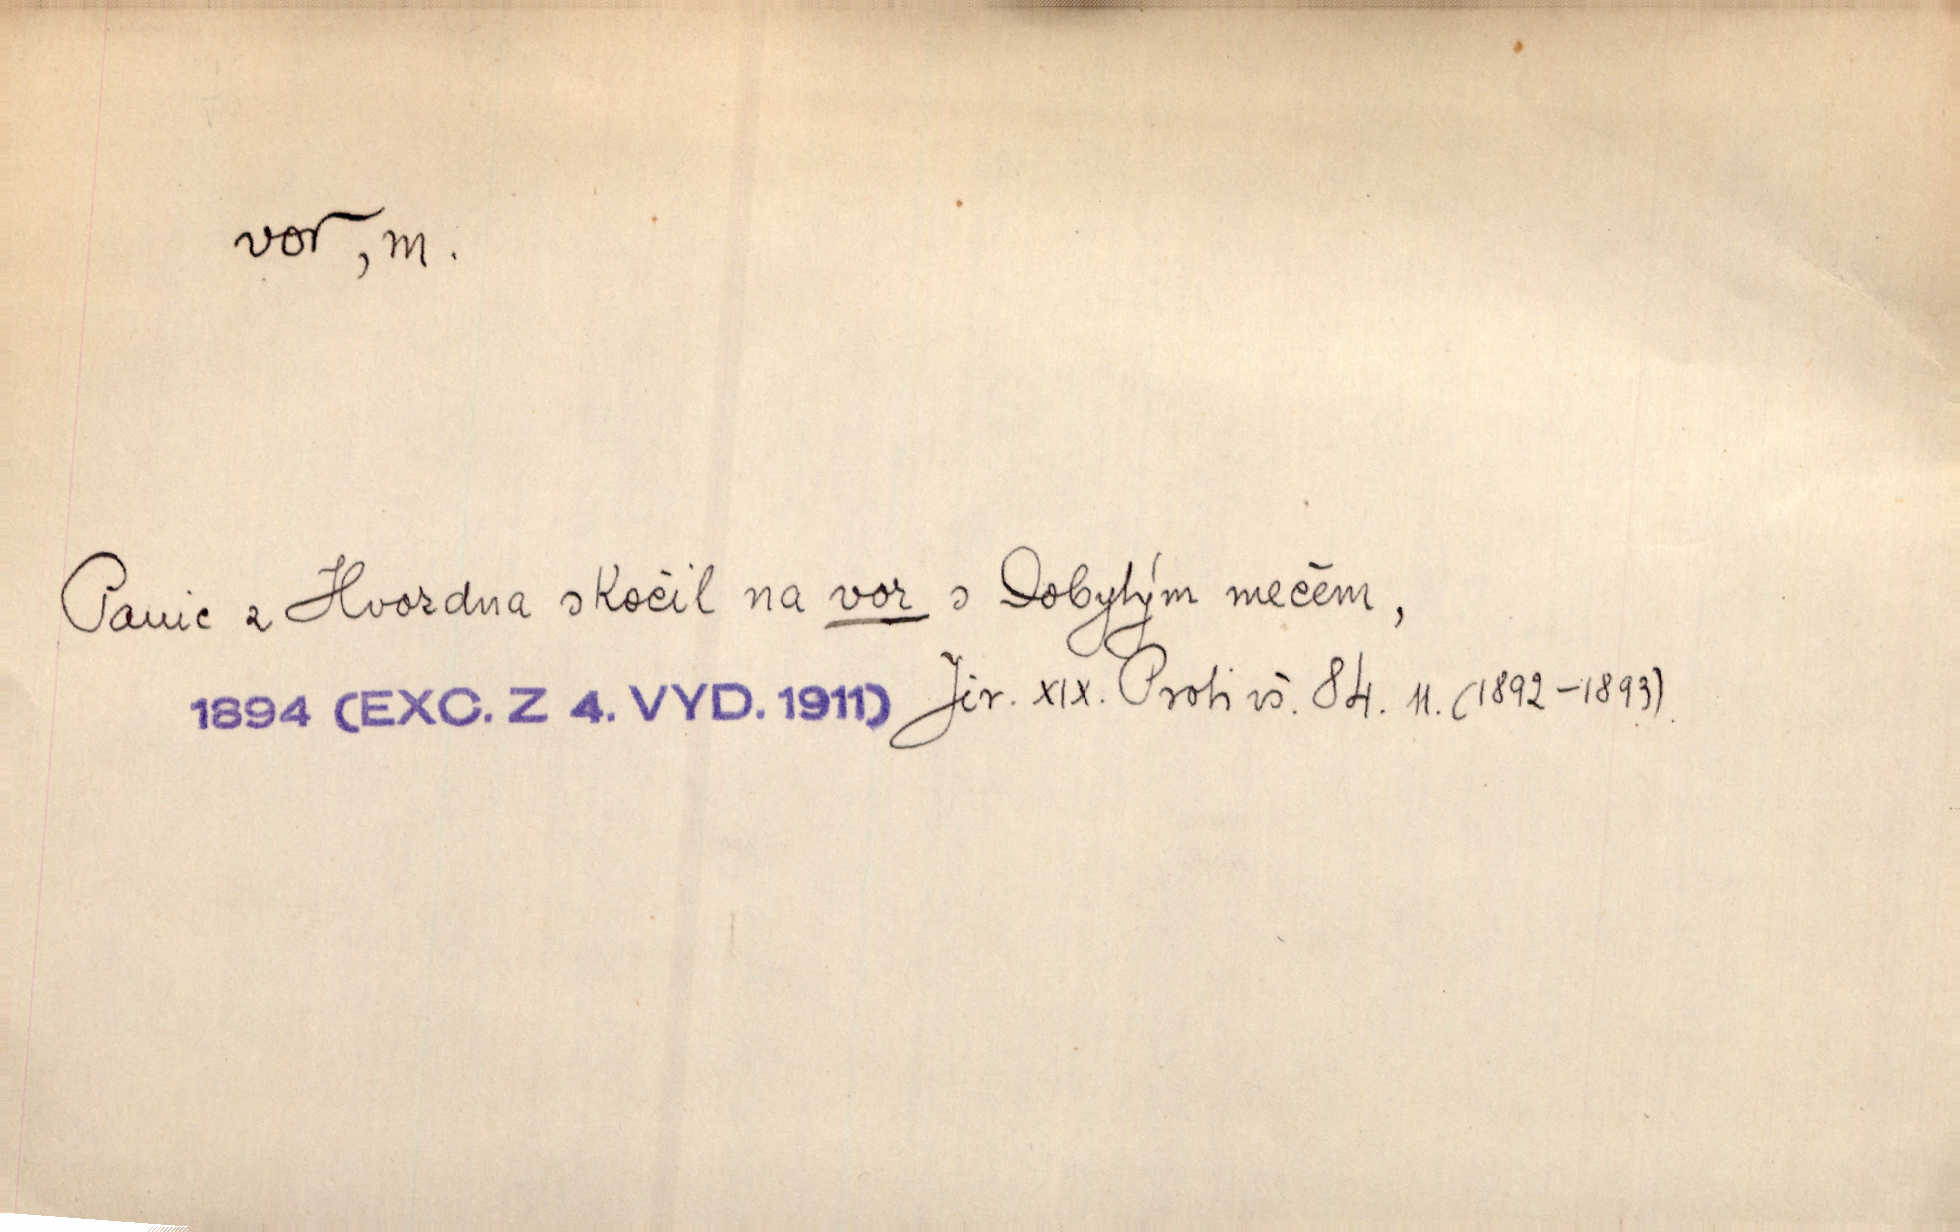 vor, m.
Panic z Hvozdna skočil na vor s Dobytým mečem,
1894 (EXC. Z 4. VYD. 1911) Jir. XIX. Proti vš. 84. 11. (1892-1893).